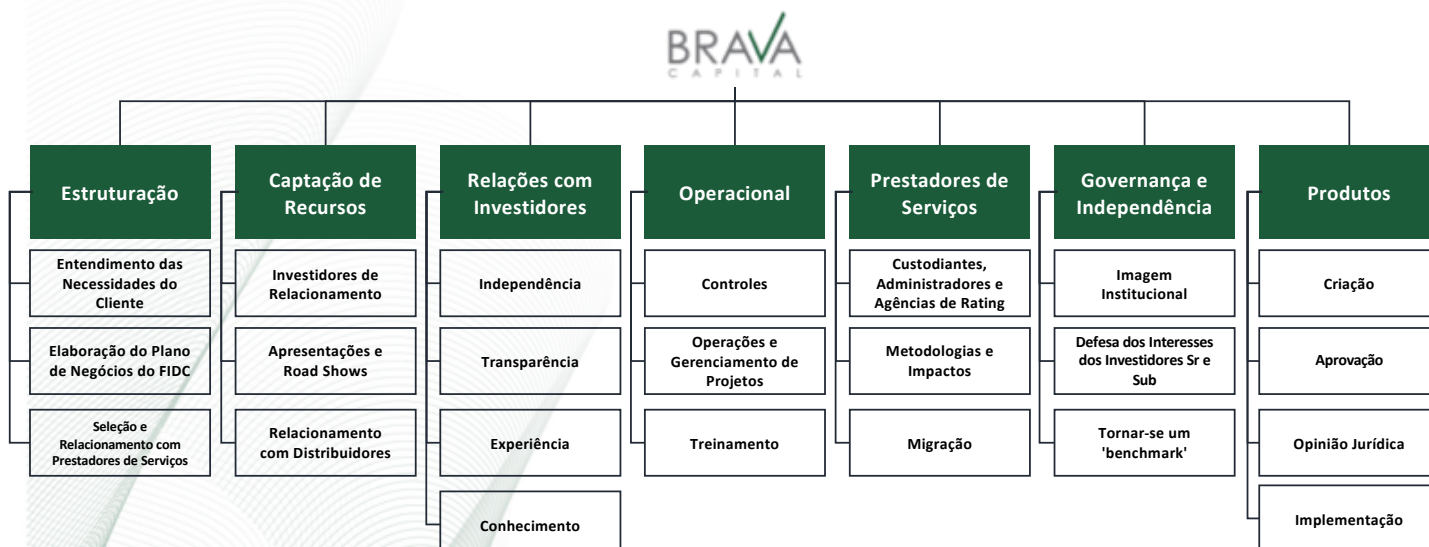 BRAVA
CAPITAL
Estruturação
Entendimento das
Necessidades do
Cliente
Elaboração do Plano
de Negócios do FIDC
Seleção e
Relacionamento com
Prestadores de Serviços
Captação de
Recursos
Investidores de
Relacionamento
Apresentações e
Road Shows
Relacionamento
com Distribuidores
Relações com
Investidores
Independência
Transparência
Experiência
Conhecimento
Operacional
Controles
Operações e
Gerenciamento de
Projetos
Treinamento
Prestadores de
Serviços
Custodiantes,
Administradores e
Agências de Rating
Metodologias e
Impactos
Migração
Governança e
Independência
Imagem
Institucional
Defesa dos Interesses
dos Investidores Sr e
Sub
Tornar-se um
'benchmark'
Produtos
Criação
Aprovação
Opinião Jurídica
Implementação